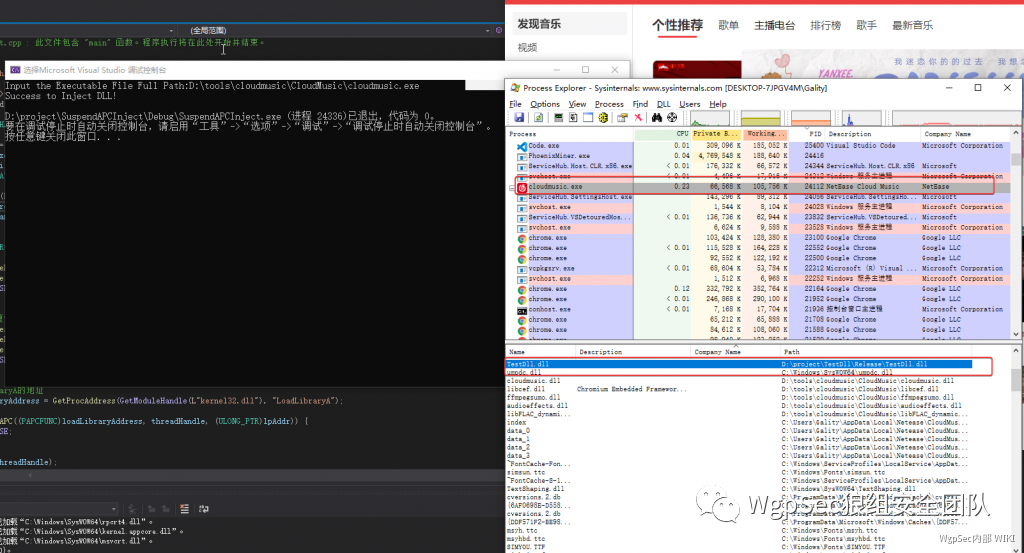 t.cpp : 此文件包含 "main" 函数。程序执行将在此处开始并结束。
(全局范围)
选择Microsoft Visual Studio 调试控制台
Input the Executable File Full Path:D:\tools\cloudmusic\CloudMusic\cloudmusic.exe
Success to Inject DLL!
D:\project\SuspendAPCInject\Debug\SuspendAPCInject.exe (进程 24336)已退出，代码为 0。
要在调试停止时自动关闭控制台，请启用“工具”->“选项”->“调试”->“调试停止时自动关闭控制台”。
按任意键关闭此窗口. . .
aryA的地址
ryAddress = GetProcAddress(GetModuleHandle(L"kernel32.dll"), "LoadLibraryA");
APC((PAPCFUNC)loadLibraryAddress, threadHandle, (ULONG_PTR)lpAddr)) {
SE;
hreadHandle);
已加载“C:\Windows\SysWOW64\rpcrt4.dll”。
已加载“C:\Windows\SysWOW64\kernel.appcore.dll”。
已加载“C:\Windows\SysWOW64\msvcrt.dll”。
发现音乐
视频
个性推荐 歌单 主播电台 排行榜 歌手 最新音乐
我迷恋你的的过去 我想
YANXEE.
Process Explorer - Sysinternals: www.sysinternals.com [DESKTOP-7JPGV4M\Gality]
File Options View Process Find DLL Users Help
Process CPU Private B... Working... PID Description Company Name
Code.exe 0.01 309,096 K 185,052 K 25400 Visual Studio Code Microsoft Corporation
PhoenixMiner.exe 0.04 4,769,548 K 188,640 K 24416
ServiceHub.Host.CLR.x86.exe < 0.01 176,332 K 66,572 K 24344 ServiceHub.Host.CLR.x86 Microsoft
svchost.exe 24312 Windows 服务主进程 Microsoft Corporation
cloudmusic.exe 0.23 66,568 K 105,756 K 24112 NetEase Cloud Music NetEase
ServiceHub.SettingsHost.exe 143,296 K 89,312 K 24056 ServiceHub.SettingsHo... Microsoft
svchost.exe 1,544 K 8,104 K 24028 Windows 服务主进程 Microsoft Corporation
ServiceHub.VSDetouredHos... < 0.01 136,736 K 62,944 K 23832 ServiceHub.VSDetoured... Microsoft
svchost.exe 6,624 K 9,588 K 23528 Windows 服务主进程 Microsoft Corporation
chrome.exe 103,424 K 128,380 K 23100 Google Chrome Google LLC
chrome.exe < 0.01 115,528 K 164,228 K 22552 Google Chrome Google LLC
chrome.exe 92,552 K 122,192 K 22500 Google Chrome Google LLC
vcpkgsrv.exe < 0.01 68,604 K 53,784 K 22312 Microsoft (R) Visual ... Microsoft Corporation
svchost.exe 1,512 K 6,968 K 22252 Windows 服务主进程 Microsoft Corporation
chrome.exe 0.12 332,792 K 352,764 K 22164 Google Chrome Google LLC
chrome.exe < 0.01 246,868 K 290,100 K 21952 Google Chrome Google LLC
conhost.exe < 0.01 7,168 K 17,704 K 21936 控制台窗口主进程 Microsoft Corporation
chrome.exe 65,212 K 65,888 K 21708 Google Chrome Google LLC
chrome.exe 84,612 K 108,060 K 21588 Google Chrome Google LLC
Name Description Company Name Path
TestDll.dll D:\project\TestDll\Release\TestDll.dll
umpdc.dll C:\Windows\SysWOW64\umpdc.dll
cloudmusic.dll D:\tools\cloudmusic\CloudMusic\cloudmusic.dll
libcef.dll Chromium Embedded Framewor... D:\tools\cloudmusic\CloudMusic\libcef.dll
ffmpegsumo.dll D:\tools\cloudmusic\CloudMusic\ffmpegsumo.dll
audioeffects.dll D:\tools\cloudmusic\CloudMusic\audioeffects.dll
libFLAC_dynami... D:\tools\cloudmusic\CloudMusic\libFLAC_dynami...
index C:\Users\Gality\AppData\Local\Netease\CloudMus...
data_0 C:\Users\Gality\AppData\Local\Netease\CloudMus...
data_1 C:\Users\Gality\AppData\Local\Netease\CloudMus...
data_2 C:\Users\Gality\AppData\Local\Netease\CloudMus...
data_3 C:\Users\Gality\AppData\Local\Netease\CloudMus...
~FontCache-Fon... C:\Windows\ServiceProfiles\LocalService\AppDat...
simsun.ttc C:\Windows\Fonts\simsun.ttc
~FontCache-S-1... C:\Windows\ServiceProfiles\LocalService\AppDat...
TextShaping.dll C:\Windows\SysWOW64\TextShaping.dll
cversions.2.db
{6AF0698E-D558...
cversions.2.db
{DDF571F2-BE98... C:\ProgramData\Microsoft\Windows\Caches\{DDF57...
msyh.ttc C:\Windows\Fonts\msyh.ttc
msyhbd.ttc C:\Windows\Fonts\msyhbd.ttc
SIMYOU.TTF C:\Windows\Fonts\SIMYOU.TTF
WgpSec狼组安全团队
WgpSec内部 WIKI